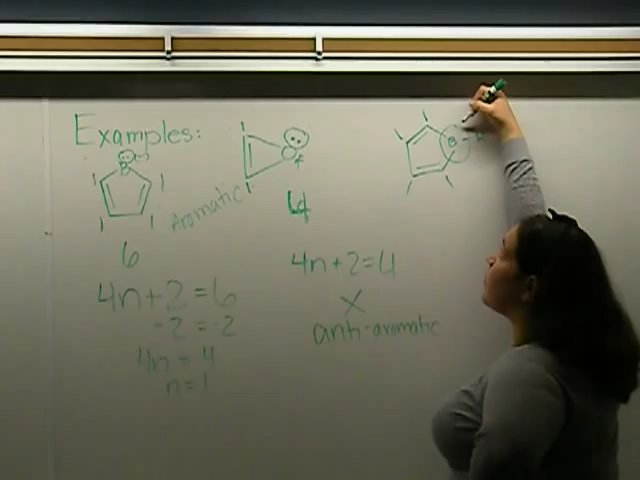 Examples:
Aromatic
6
4
4n+2=6
-2=-2
4n=4
n=1
4n+2=4
X
anti-aromatic